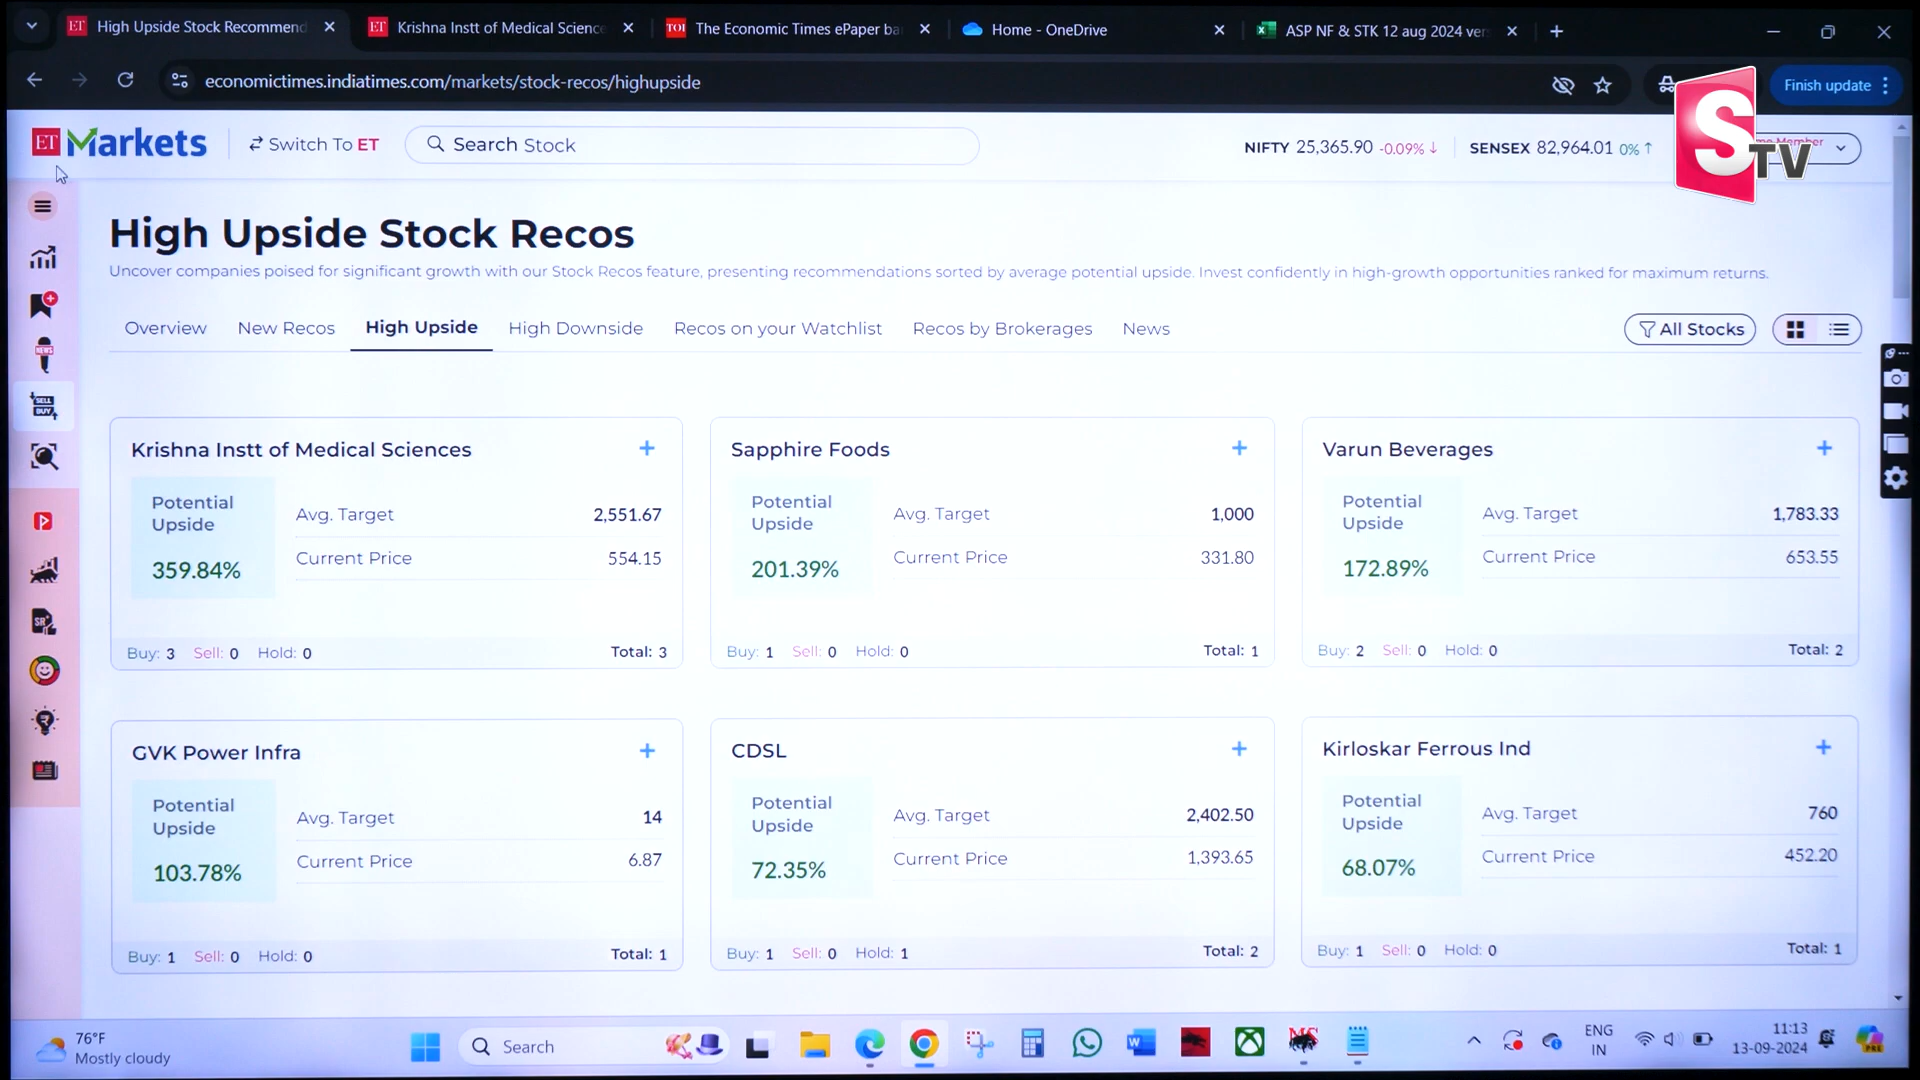 High Upside Stock Recommend
Krishna Instt of Medical Science
The Economic Times ePaper ba
Home - OneDrive
ASP NF & STK 12 aug 2024 ver
economictimes.indiatimes.com/markets/stock-recos/highupside
Finish update
ET Markets
Switch To ET
Search Stock
NIFTY 25,365.90 -0.09% ↓
SENSEX 82,964.01 0% ↑
Member
STV
High Upside Stock Recos
Uncover companies poised for significant growth with our Stock Recos feature, presenting recommendations sorted by average potential upside. Invest confidently in high-growth opportunities ranked for maximum returns.
Overview New Recos High Upside High Downside Recos on your Watchlist Recos by Brokerages News
All Stocks
Krishna Instt of Medical Sciences
Potential Upside
359.84%
Avg. Target 2,551.67
Current Price 554.15
Buy: 3 Sell: 0 Hold: 0 Total: 3
Sapphire Foods
Potential Upside
201.39%
Avg. Target 1,000
Current Price 331.80
Buy: 1 Sell: 0 Hold: 0 Total: 1
Varun Beverages
Potential Upside
172.89%
Avg. Target 1,783.33
Current Price 653.55
Buy: 2 Sell: 0 Hold: 0 Total: 2
GVK Power Infra
Potential Upside
103.78%
Avg. Target 14
Current Price 6.87
Buy: 1 Sell: 0 Hold: 0 Total: 1
CDSL
Potential Upside
72.35%
Avg. Target 2,402.50
Current Price 1,393.65
Buy: 1 Sell: 0 Hold: 1 Total: 2
Kirloskar Ferrous Ind
Potential Upside
68.07%
Avg. Target 760
Current Price 452.20
Buy: 1 Sell: 0 Hold: 0 Total: 1
NEWS
SELL
BUY
SR
76°F
Mostly cloudy
Search
ENG
IN
11:13
13-09-2024